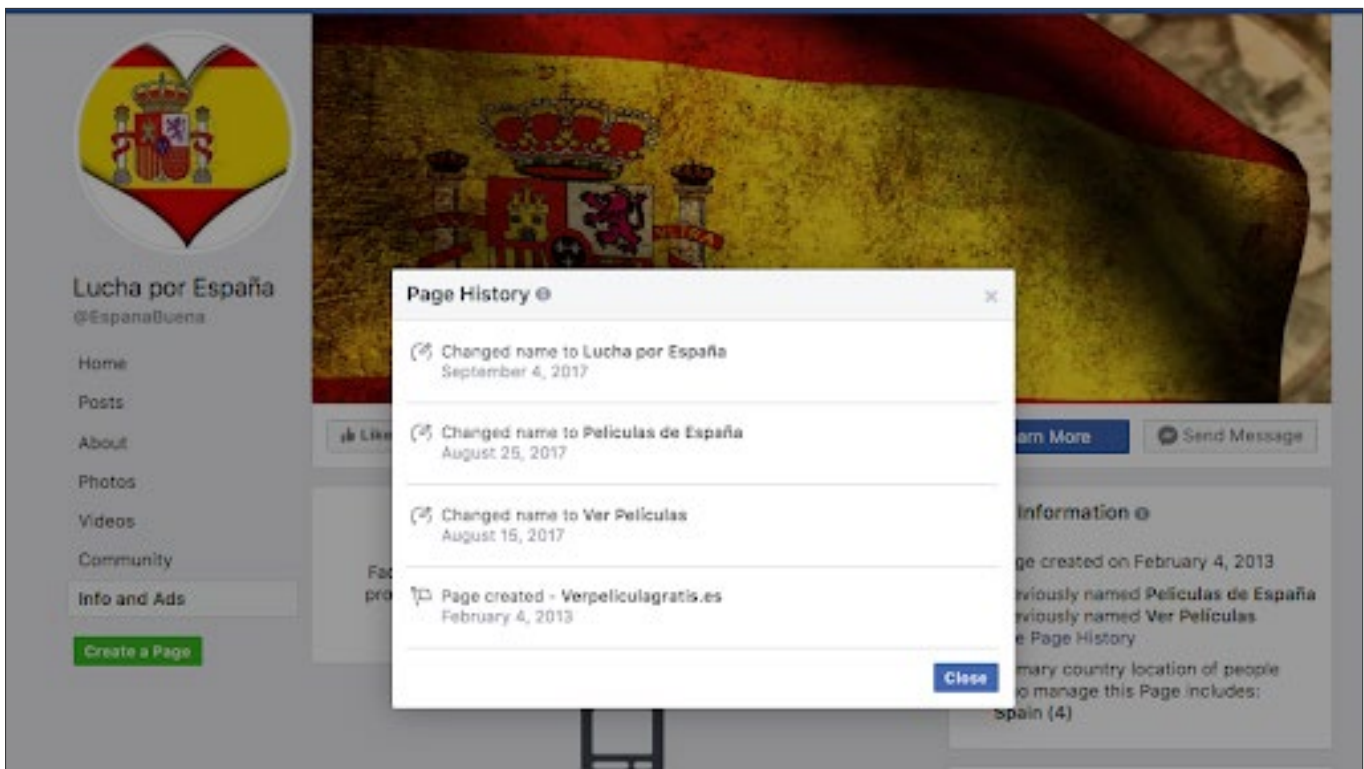 Lucha por España
@EspanaBuena
Home
Posts
About
Photos
Videos
Community
Info and Ads
Create a Page
Like
Page History
Changed name to Lucha por España
September 4, 2017
Changed name to Peliculas de España
August 25, 2017
Changed name to Ver Peliculas
August 15, 2017
Page created - Verpeliculagratis.es
February 4, 2013
Close
arn More
Send Message
Information
ge created on February 4, 2013
viously named Peliculas de España
viously named Ver Películas
e Page History
mary country location of people
o manage this Page includes:
Spain (4)